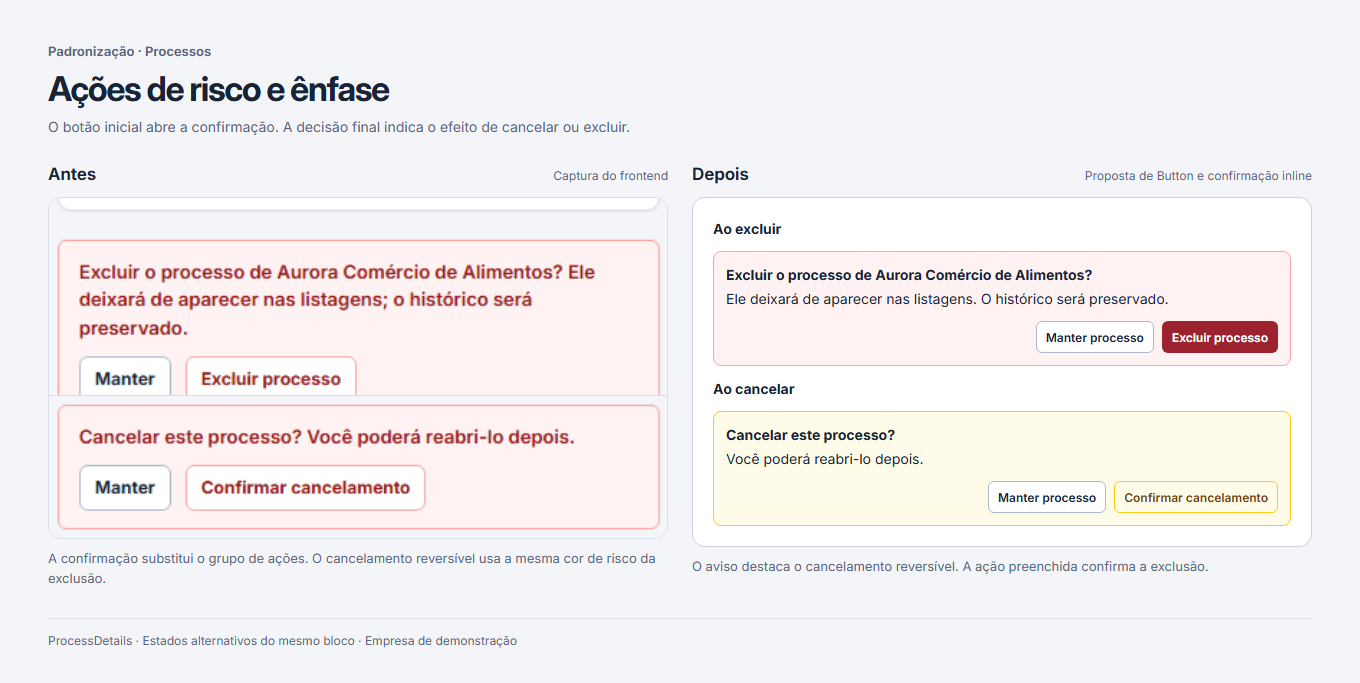 Padronização · Processos
Ações de risco e ênfase
O botão inicial abre a confirmação. A decisão final indica o efeito de cancelar ou excluir.
Antes
Captura do frontend
Excluir o processo de Aurora Comércio de Alimentos? Ele
deixará de aparecer nas listagens; o histórico será
preservado.
Manter
Excluir processo
Cancelar este processo? Você poderá reabri-lo depois.
Manter
Confirmar cancelamento
A confirmação substitui o grupo de ações. O cancelamento reversível usa a mesma cor de risco da
exclusão.
Depois
Proposta de Button e confirmação inline
Ao excluir
Excluir o processo de Aurora Comércio de Alimentos?
Ele deixará de aparecer nas listagens. O histórico será preservado.
Manter processo
Excluir processo
Ao cancelar
Cancelar este processo?
Você poderá reabri-lo depois.
Manter processo
Confirmar cancelamento
O aviso destaca o cancelamento reversível. A ação preenchida confirma a exclusão.
ProcessDetails · Estados alternativos do mesmo bloco · Empresa de demonstração